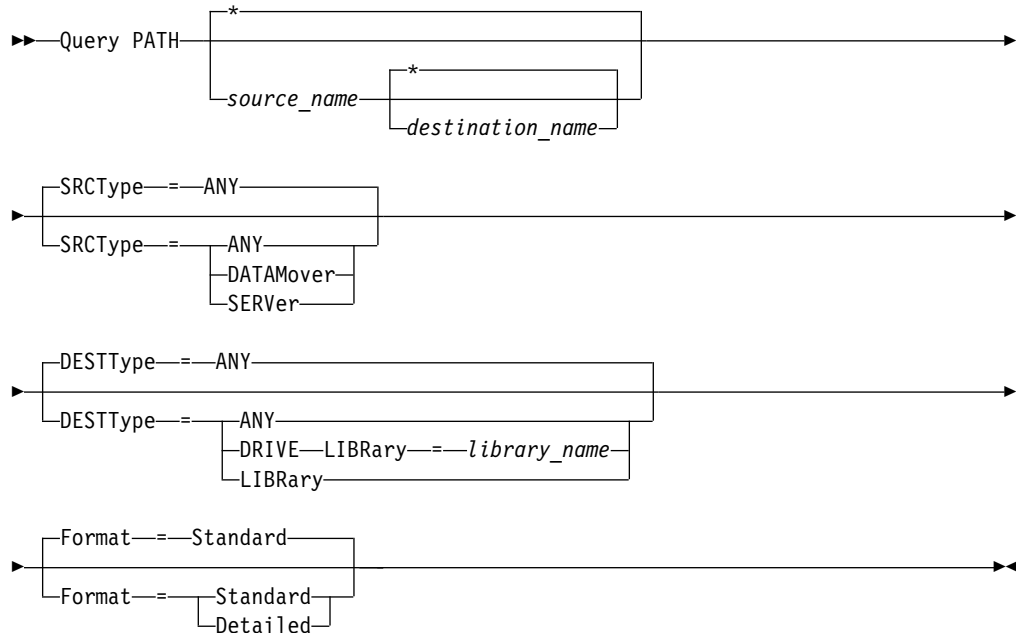 *
Query PATH
*
source_name
destination_name
SRCType = ANY
SRCType = ANY
DATAMover
SERVer
DESTType = ANY
DESTType = ANY
DRIVE LIBRary = library_name
LIBRary
Format = Standard
Format = Standard
Detailed